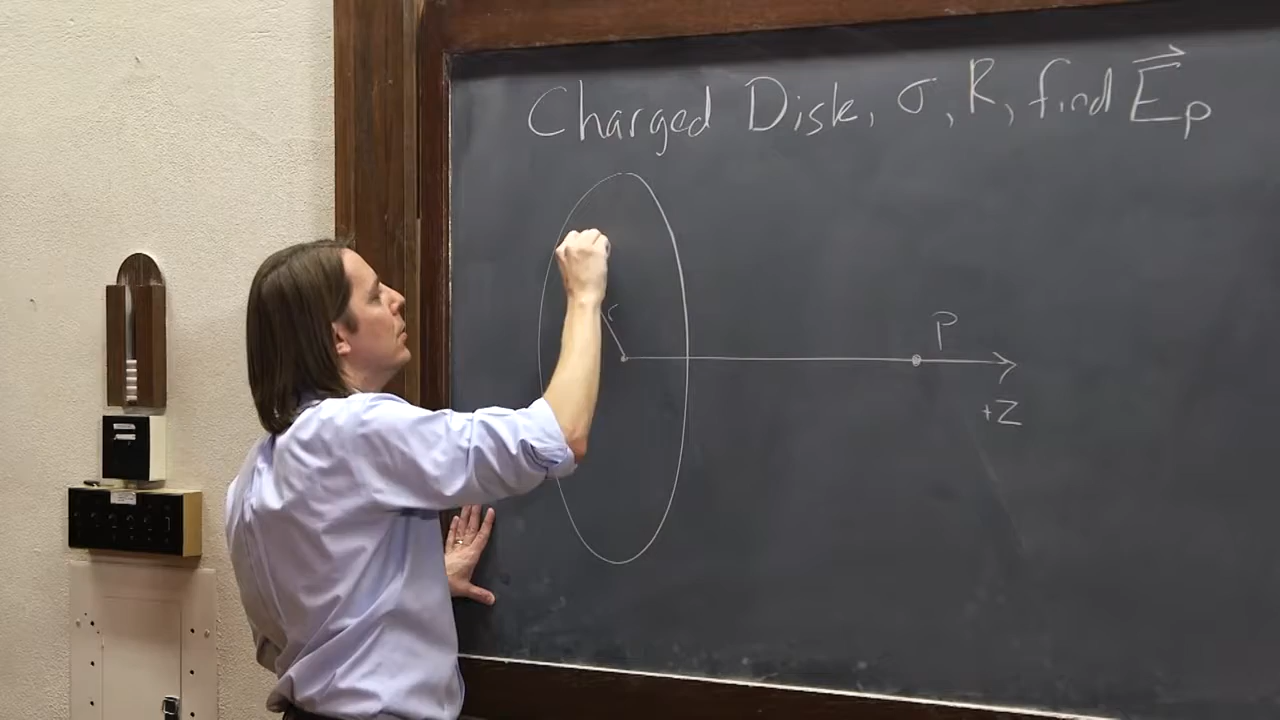 Charged Disk, σ, R, find E⃗p
r
P
+Z